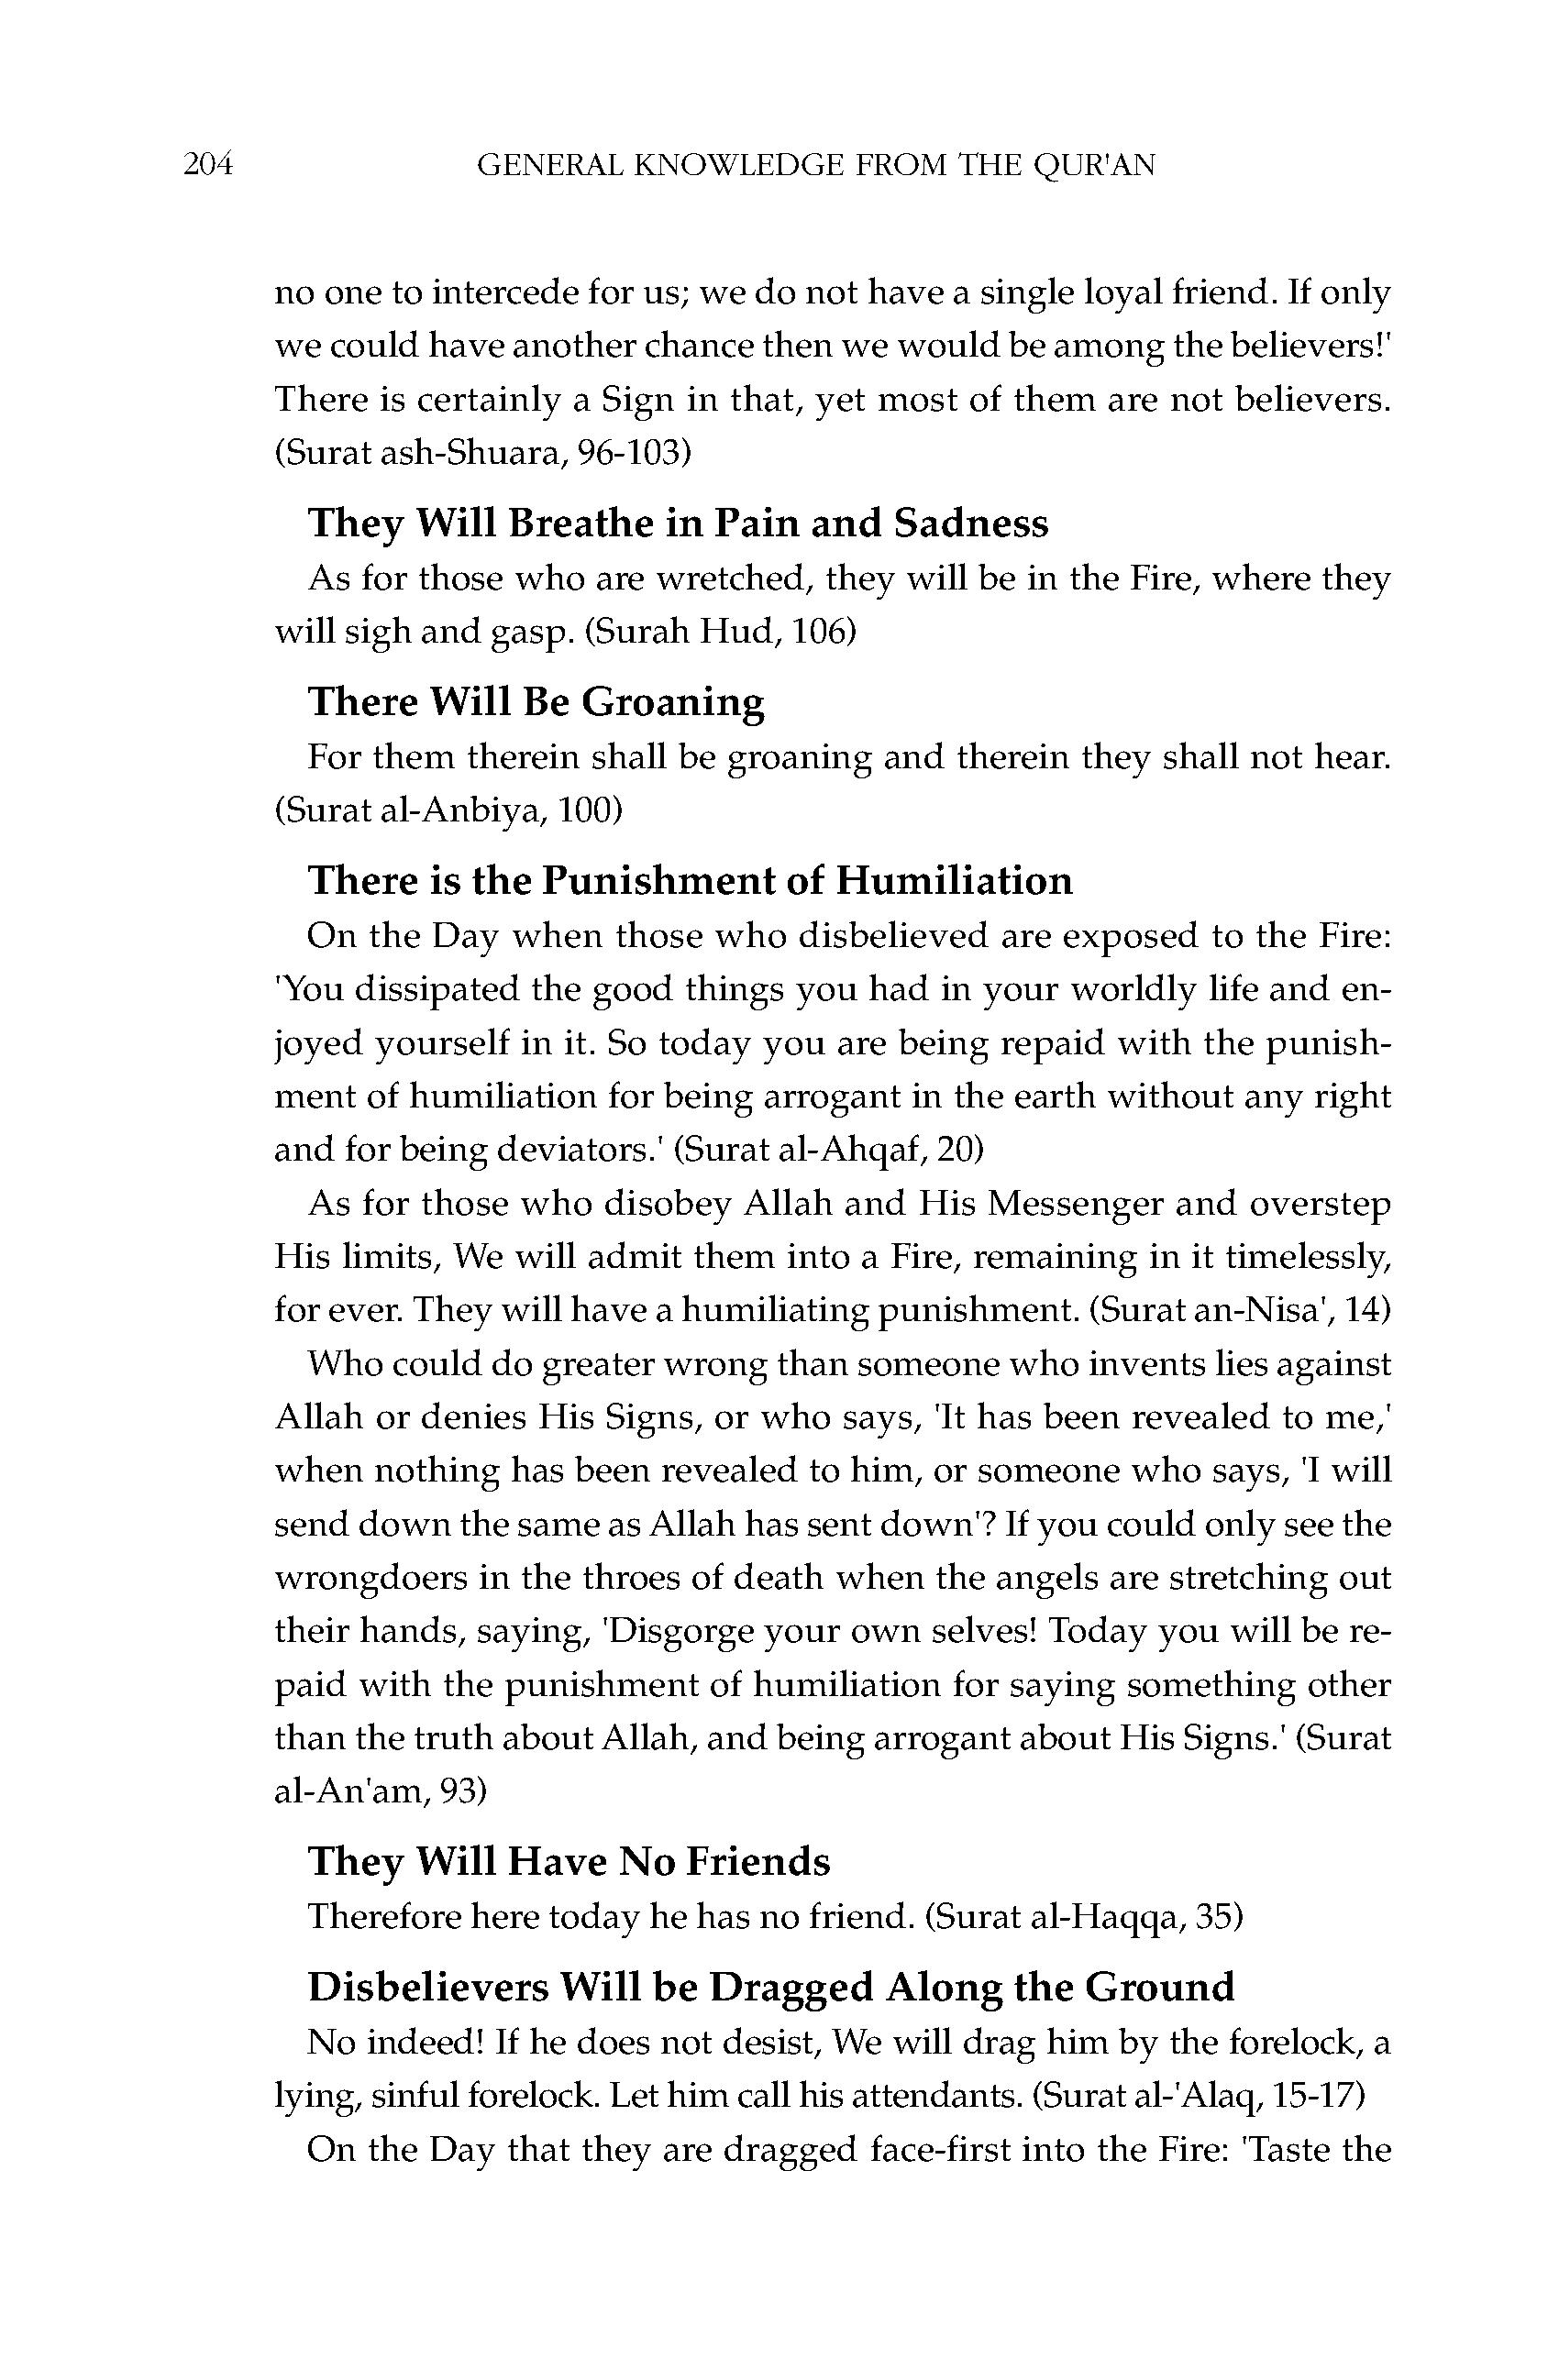 204 GENERAL KNOWLEDGE FROM THE QUR'AN
no one to intercede for us; we do not have a single loyal friend. If only
we could have another chance then we would be among the believers!'
There is certainly a Sign in that, yet most of them are not believers.
(Surat ash-Shuara, 96-103)
They Will Breathe in Pain and Sadness
As for those who are wretched, they will be in the Fire, where they
will sigh and gasp. (Surah Hud, 106)
There Will Be Groaning
For them therein shall be groaning and therein they shall not hear.
(Surat al-Anbiya, 100)
There is the Punishment of Humiliation
On the Day when those who disbelieved are exposed to the Fire:
'You dissipated the good things you had in your worldly life and en-
joyed yourself in it. So today you are being repaid with the punish-
ment of humiliation for being arrogant in the earth without any right
and for being deviators.' (Surat al-Ahqaf, 20)
As for those who disobey Allah and His Messenger and overstep
His limits, We will admit them into a Fire, remaining in it timelessly,
for ever. They will have a humiliating punishment. (Surat an-Nisa', 14)
Who could do greater wrong than someone who invents lies against
Allah or denies His Signs, or who says, 'It has been revealed to me,'
when nothing has been revealed to him, or someone who says, 'I will
send down the same as Allah has sent down'? If you could only see the
wrongdoers in the throes of death when the angels are stretching out
their hands, saying, 'Disgorge your own selves! Today you will be re-
paid with the punishment of humiliation for saying something other
than the truth about Allah, and being arrogant about His Signs.' (Surat
al-An'am, 93)
They Will Have No Friends
Therefore here today he has no friend. (Surat al-Haqqa, 35)
Disbelievers Will be Dragged Along the Ground
No indeed! If he does not desist, We will drag him by the forelock, a
lying, sinful forelock. Let him call his attendants. (Surat al-'Alaq, 15-17)
On the Day that they are dragged face-first into the Fire: 'Taste the